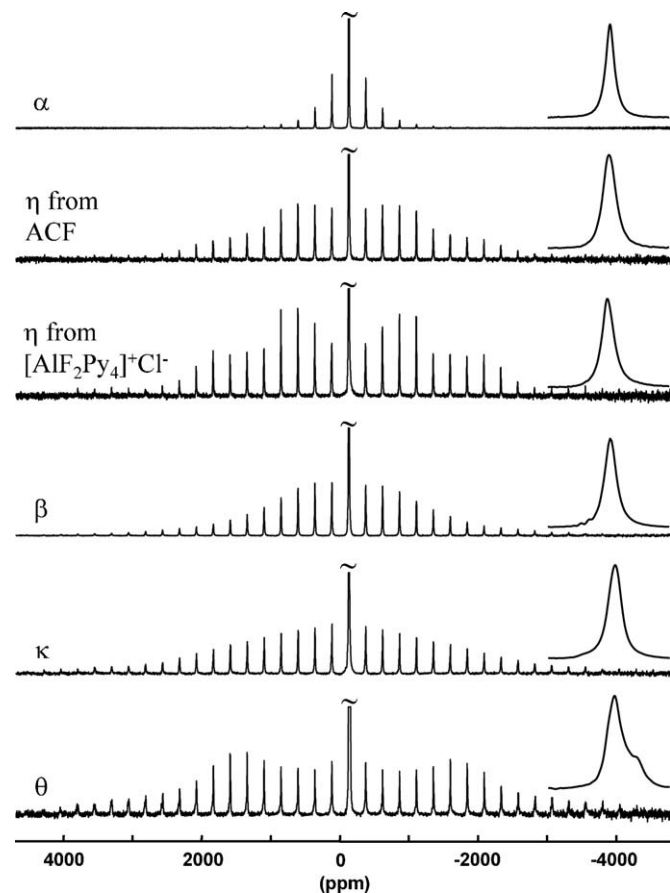 ~
α
~
η from
ACF
~
η from
[AlF₂Py₄]⁺Cl⁻
~
β
~
κ
~
θ
4000 2000 0 -2000 -4000
(ppm)